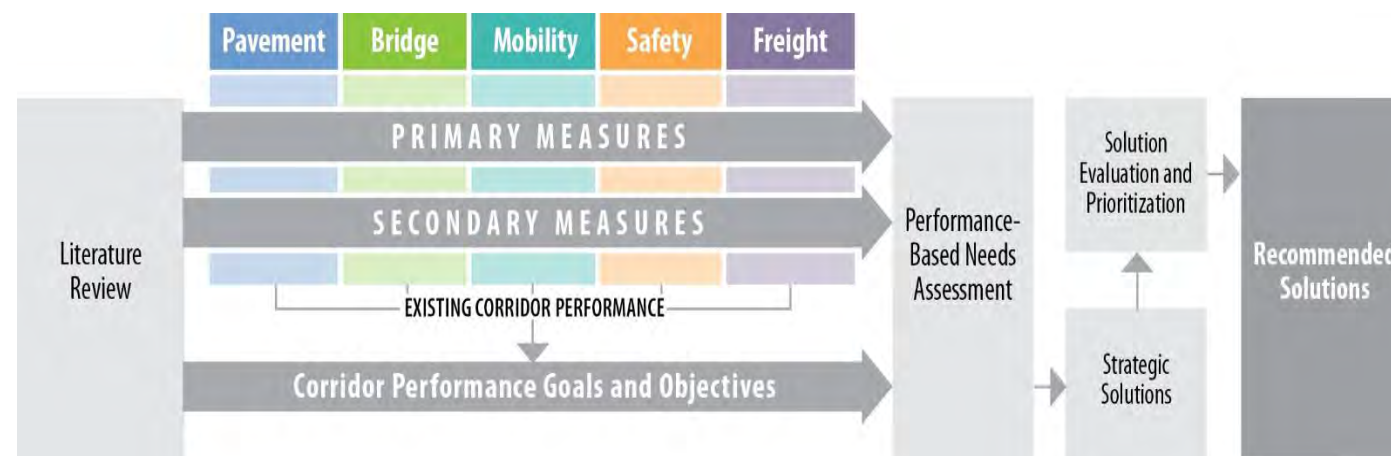 Pavement
Bridge
Mobility
Safety
Freight
PRIMARY MEASURES
SECONDARY MEASURES
EXISTING CORRIDOR PERFORMANCE
Corridor Performance Goals and Objectives
Literature
Review
Performance-
Based Needs
Assessment
Solution
Evaluation and
Prioritization
Strategic
Solutions
Recommended
Solutions